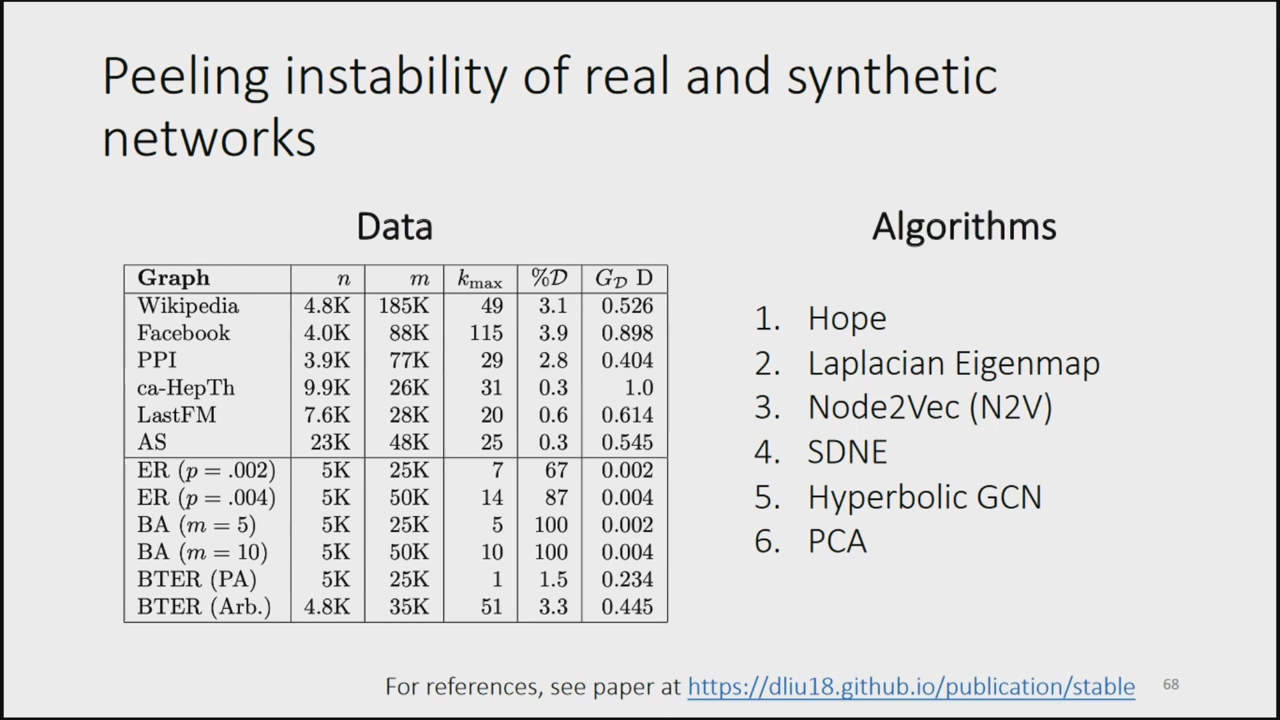 Peeling instability of real and synthetic
networks
Data
Graph n m kmax %𝒟 G𝒟 D
Wikipedia 4.8K 185K 49 3.1 0.526
Facebook 4.0K 88K 115 3.9 0.898
PPI 3.9K 77K 29 2.8 0.404
ca-HepTh 9.9K 26K 31 0.3 1.0
LastFM 7.6K 28K 20 0.6 0.614
AS 23K 48K 25 0.3 0.545
ER (p = .002) 5K 25K 7 67 0.002
ER (p = .004) 5K 50K 14 87 0.004
BA (m = 5) 5K 25K 5 100 0.002
BA (m = 10) 5K 50K 10 100 0.004
BTER (PA) 5K 25K 1 1.5 0.234
BTER (Arb.) 4.8K 35K 51 3.3 0.445
Algorithms
1. Hope
2. Laplacian Eigenmap
3. Node2Vec (N2V)
4. SDNE
5. Hyperbolic GCN
6. PCA
For references, see paper at https://dliu18.github.io/publication/stable
68